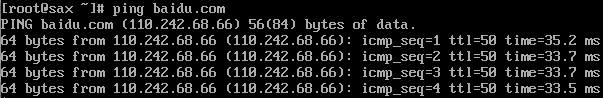 [root@sax ~]# ping baidu.com
PING baidu.com (110.242.68.66) 56(84) bytes of data.
64 bytes from 110.242.68.66 (110.242.68.66): icmp_seq=1 ttl=50 time=35.2 ms
64 bytes from 110.242.68.66 (110.242.68.66): icmp_seq=2 ttl=50 time=33.7 ms
64 bytes from 110.242.68.66 (110.242.68.66): icmp_seq=3 ttl=50 time=33.7 ms
64 bytes from 110.242.68.66 (110.242.68.66): icmp_seq=4 ttl=50 time=33.5 ms